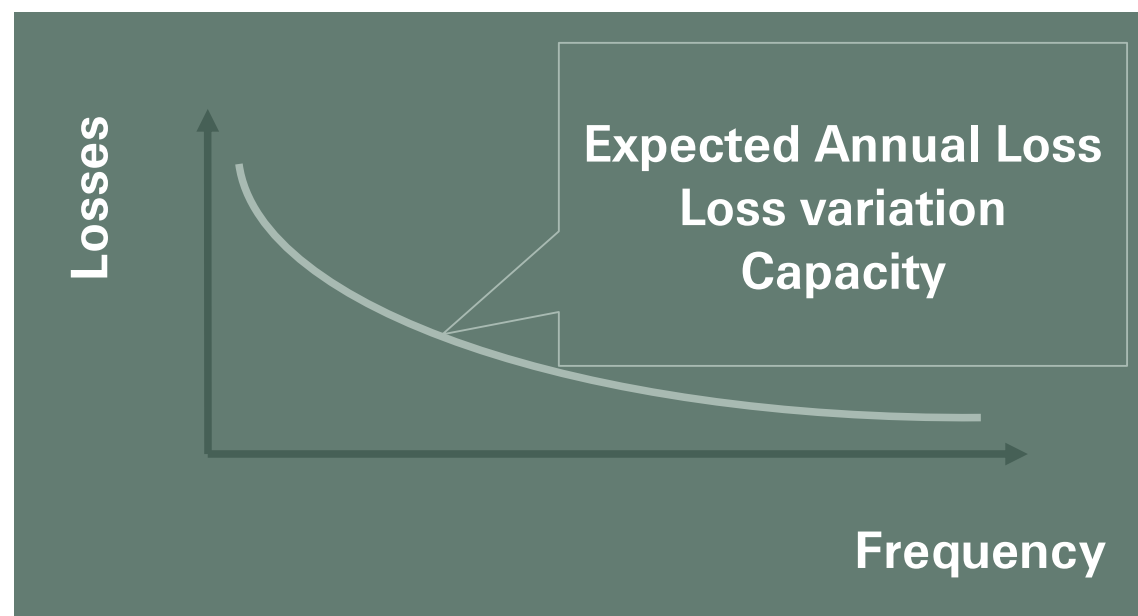 Losses
Expected Annual Loss
Loss variation
Capacity
Frequency